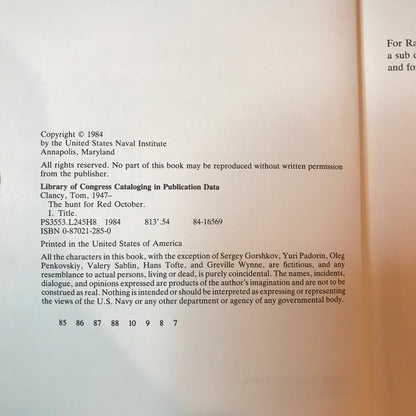 Copyright © 1984
by the United States Naval Institute
Annapolis, Maryland
All rights reserved. No part of this book may be reproduced without written permission
from the publisher.
Library of Congress Cataloging in Publication Data
Clancy, Tom, 1947–
The hunt for Red October.
I. Title.
PS3553.L245H8 1984 813'.54 84-16569
ISBN 0-87021-285-0
Printed in the United States of America
All the characters in this book, with the exception of Sergey Gorshkov, Yuri Padorin, Oleg
Penkovskiy, Valery Sablin, Hans Tofte, and Greville Wynne, are fictitious, and any
resemblance to actual persons, living or dead, is purely coincidental. The names, incidents,
dialogue, and opinions expressed are products of the author's imagination and are not to be
construed as real. Nothing is intended or should be interpreted as expressing or representing
the views of the U.S. Navy or any other department or agency of any governmental body.
85 86 87 88 10 9 8 7
For Ra
a sub d
and fo